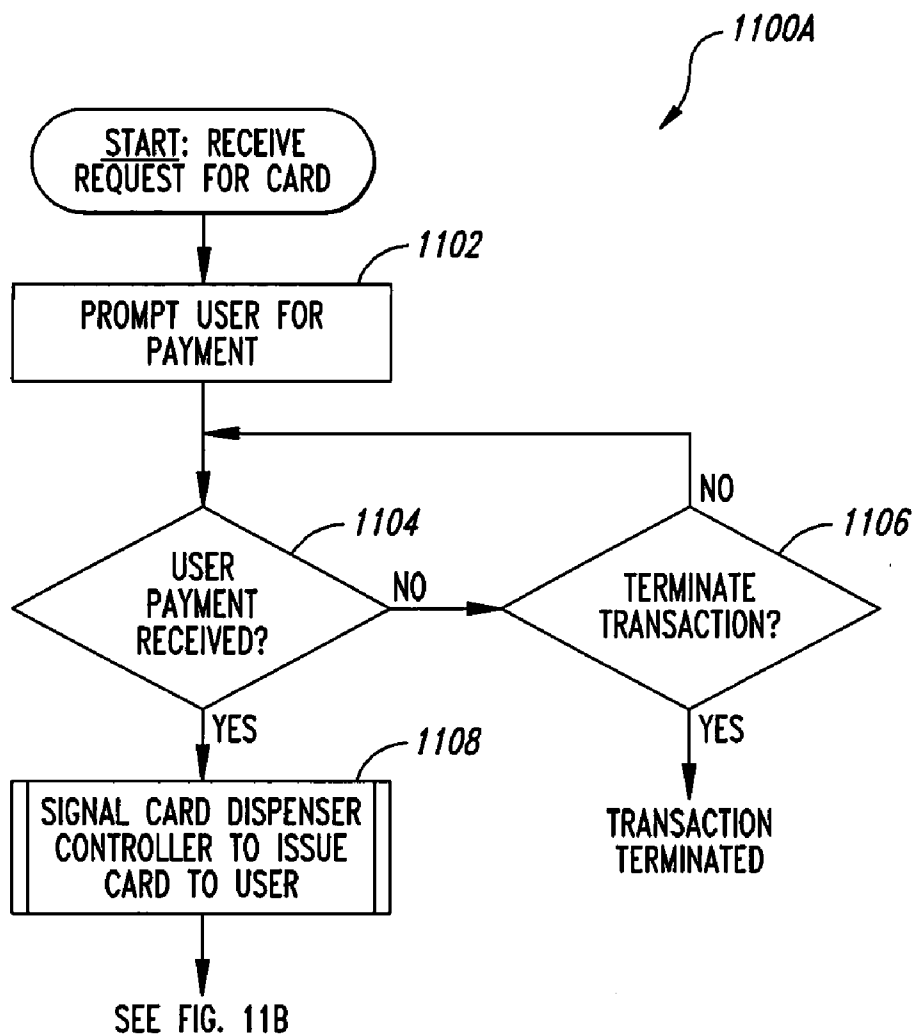 1100A
START: RECEIVE
REQUEST FOR CARD
1102
PROMPT USER FOR
PAYMENT
NO
1104
1106
USER
PAYMENT
RECEIVED?
NO
TERMINATE
TRANSACTION?
YES
YES
1108
SIGNAL CARD DISPENSER
CONTROLLER TO ISSUE
CARD TO USER
TRANSACTION
TERMINATED
SEE FIG. 11B